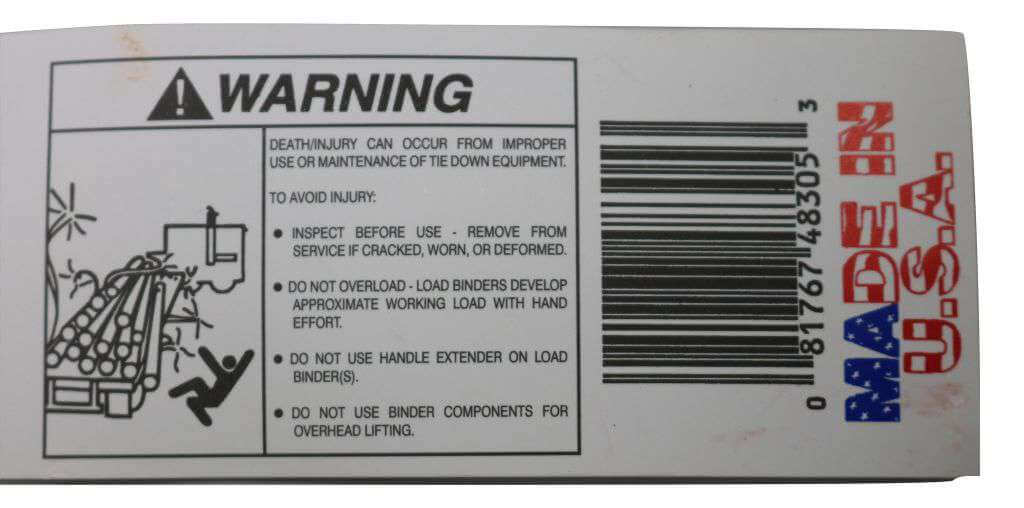 WARNING
DEATH/INJURY CAN OCCUR FROM IMPROPER
USE OR MAINTENANCE OF TIE DOWN EQUIPMENT.
TO AVOID INJURY:
● INSPECT BEFORE USE - REMOVE FROM
SERVICE IF CRACKED, WORN, OR DEFORMED.
● DO NOT OVERLOAD - LOAD BINDERS DEVELOP
APPROXIMATE WORKING LOAD WITH HAND
EFFORT.
● DO NOT USE HANDLE EXTENDER ON LOAD
BINDER(S).
● DO NOT USE BINDER COMPONENTS FOR
OVERHEAD LIFTING.
0 81767 48305 3
MADE IN
U.S.A.